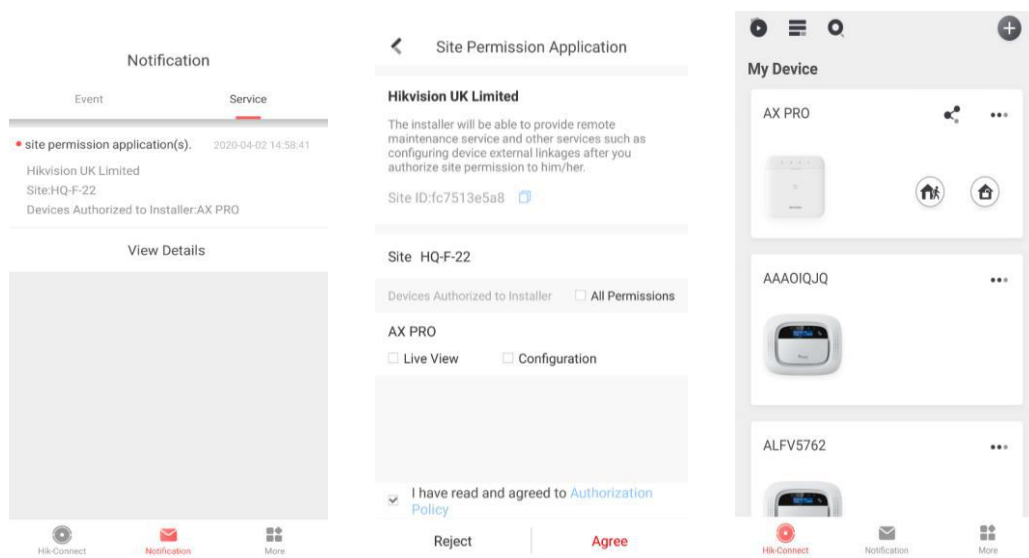 Notification
Event
Service
site permission application(s).
2020-04-02 14:58:41
Hikvision UK Limited
Site:HQ-F-22
Devices Authorized to Installer:AX PRO
View Details
Hik-Connect
Notification
More
Site Permission Application
Hikvision UK Limited
The installer will be able to provide remote
maintenance service and other services such as
configuring device external linkages after you
authorize site permission to him/her.
Site ID:fc7513e5a8
Site HQ-F-22
Devices Authorized to Installer
All Permissions
AX PRO
Live View
Configuration
I have read and agreed to Authorization
Policy
Reject
Agree
My Device
AX PRO
AAAOIQJQ
ALFV5762
Hik-Connect
Notification
More